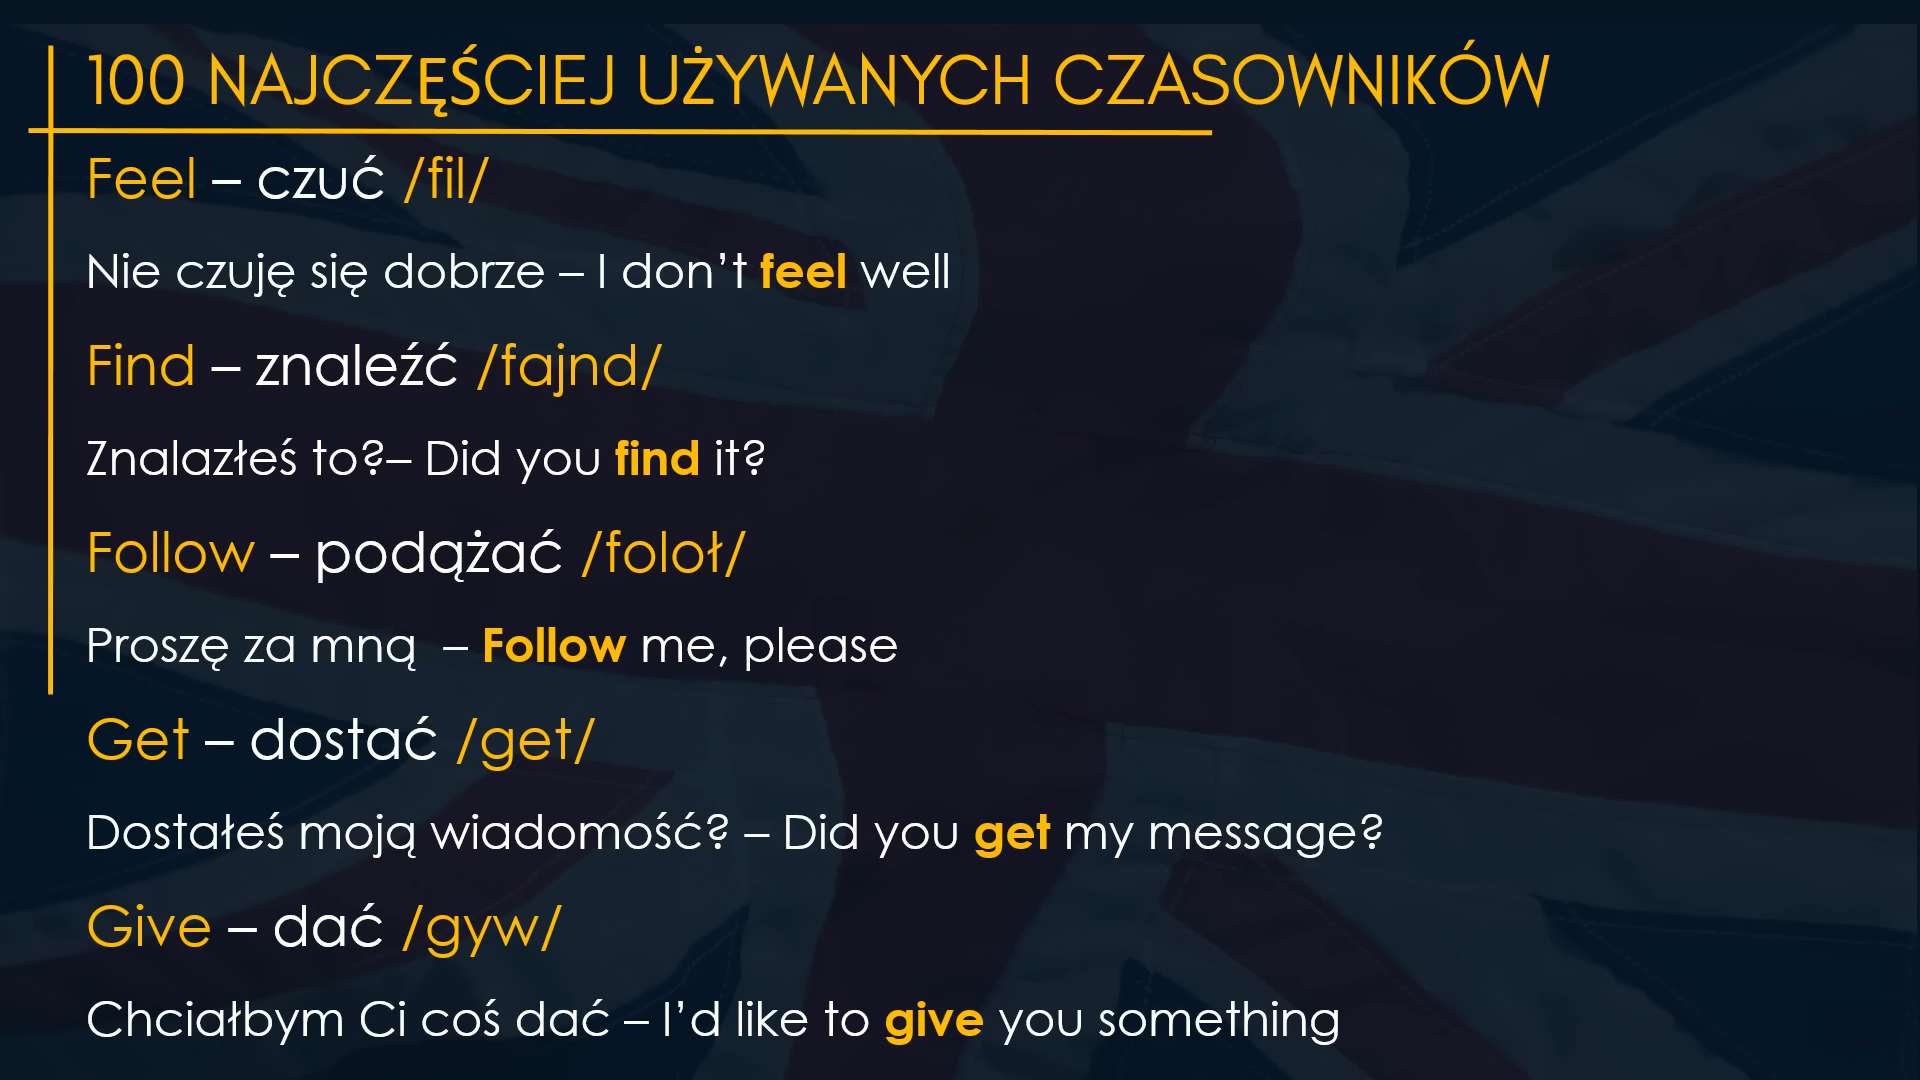 100 NAJCZĘŚCIEJ UŻYWANYCH CZASOWNIKÓW
Feel – czuć /fil/
Nie czuję się dobrze – I don’t feel well
Find – znaleźć /fajnd/
Znalazłeś to?– Did you find it?
Follow – podążać /foloł/
Proszę za mną – Follow me, please
Get – dostać /get/
Dostałeś moją wiadomość? – Did you get my message?
Give – dać /gyw/
Chciałbym Ci coś dać – I’d like to give you something